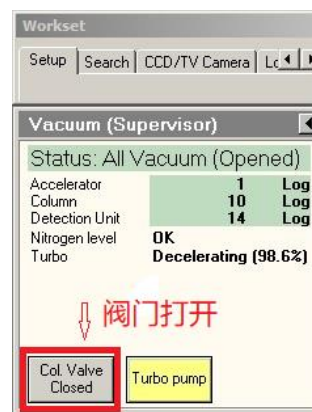 Workset
Setup Search CCD/TV Camera
Vacuum (Supervisor)
Status: All Vacuum (Opened)
Accelerator 1 Log
Column 10 Log
Detection Unit 14 Log
Nitrogen level OK
Turbo Decelerating (98.6%)
阀门打开
Col. Valve
Closed
Turbo pump